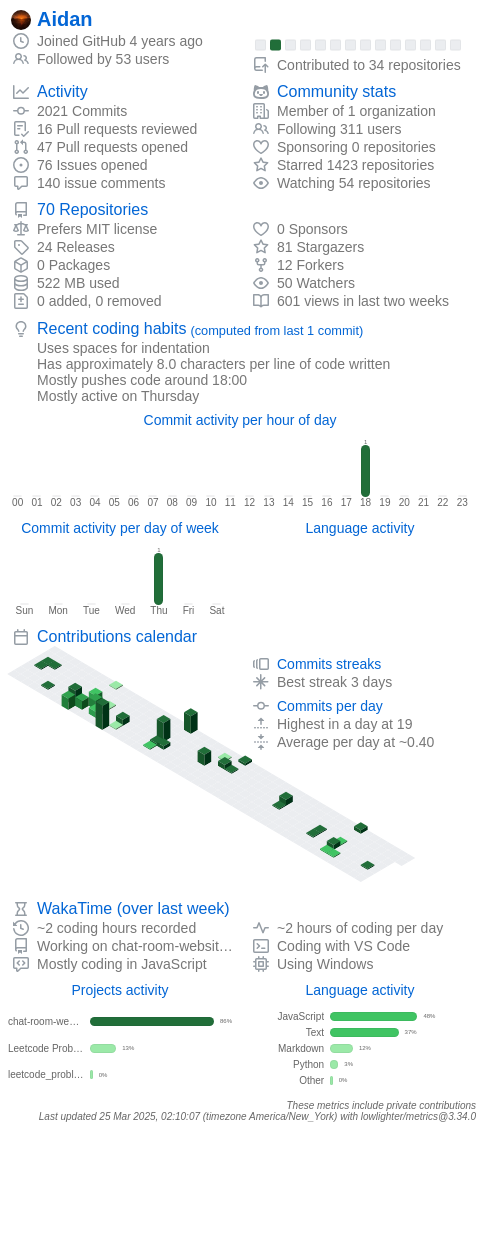 Aidan
Joined GitHub 4 years ago
Followed by 53 users
Contributed to 34 repositories
Activity
2021 Commits
16 Pull requests reviewed
47 Pull requests opened
76 Issues opened
140 issue comments
Community stats
Member of 1 organization
Following 311 users
Sponsoring 0 repositories
Starred 1423 repositories
Watching 54 repositories
70 Repositories
Prefers MIT license
24 Releases
0 Packages
522 MB used
0 added, 0 removed
0 Sponsors
81 Stargazers
12 Forkers
50 Watchers
601 views in last two weeks
Recent coding habits (computed from last 1 commit)
Uses spaces for indentation
Has approximately 8.0 characters per line of code written
Mostly pushes code around 18:00
Mostly active on Thursday
Commit activity per hour of day
1
00 01 02 03 04 05 06 07 08 09 10 11 12 13 14 15 16 17 18 19 20 21 22 23
Commit activity per day of week
1
Sun Mon Tue Wed Thu Fri Sat
Language activity
Contributions calendar
Commits streaks
Best streak 3 days
Commits per day
Highest in a day at 19
Average per day at ~0.40
WakaTime (over last week)
~2 coding hours recorded
Working on chat-room-websit…
Mostly coding in JavaScript
~2 hours of coding per day
Coding with VS Code
Using Windows
Projects activity
chat-room-we… 86%
Leetcode Prob… 13%
leetcode_probl… 0%
Language activity
JavaScript 48%
Text 37%
Markdown 12%
Python 3%
Other 0%
These metrics include private contributions
Last updated 25 Mar 2025, 02:10:07 (timezone America/New_York) with lowlighter/metrics@3.34.0